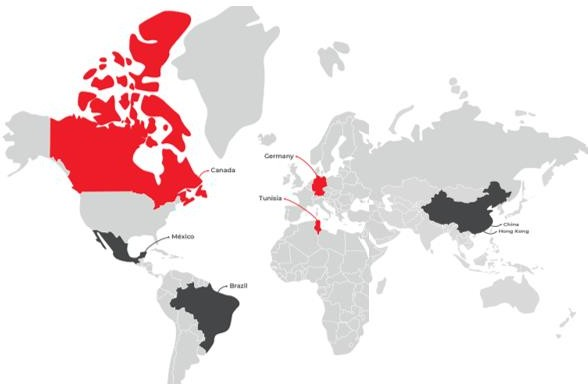 Germany
Canada
Tunisia
China
Hong Kong
México
Brazil